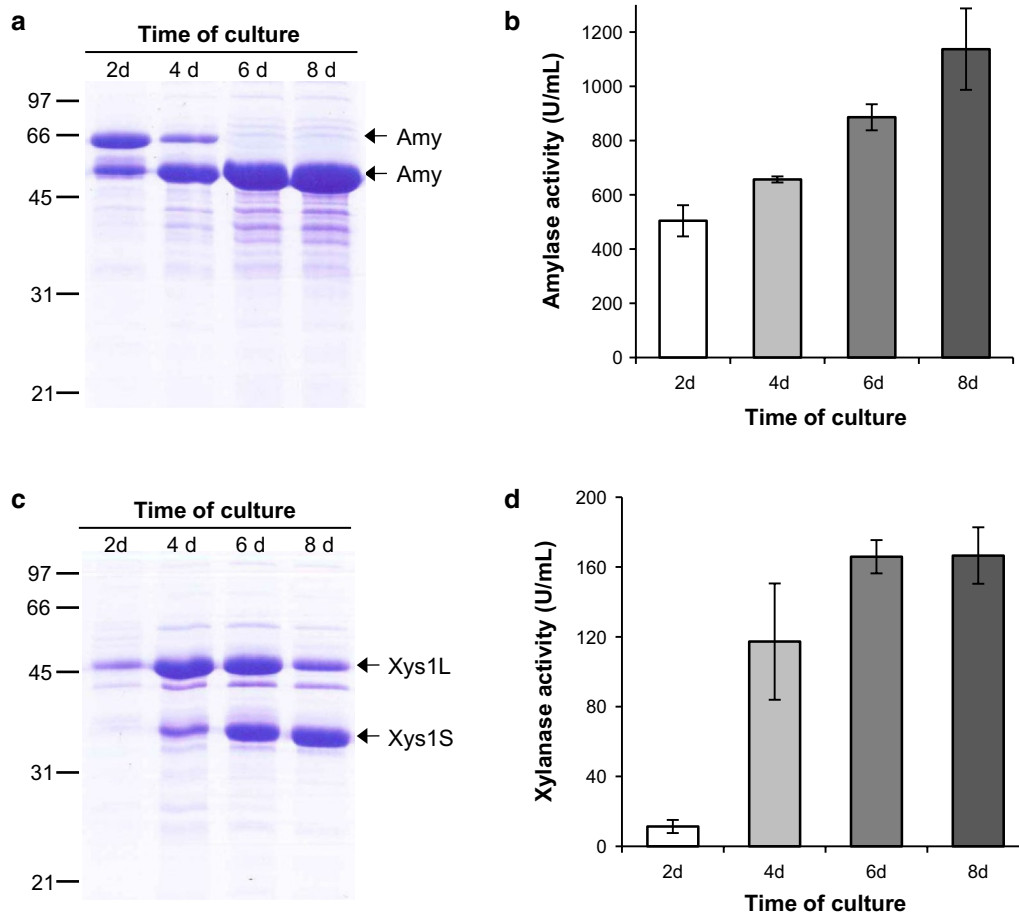 a
Time of culture
2d 4 d 6 d 8 d
97
66
45
31
21
Amy
Amy
b
Amylase activity (U/mL)
1200
1000
800
600
400
200
0
2d 4d 6d 8d
Time of culture
c
Time of culture
2d 4 d 6 d 8 d
97
66
45
31
21
Xys1L
Xys1S
d
Xylanase activity (U/mL)
200
160
120
80
40
0
2d 4d 6d 8d
Time of culture